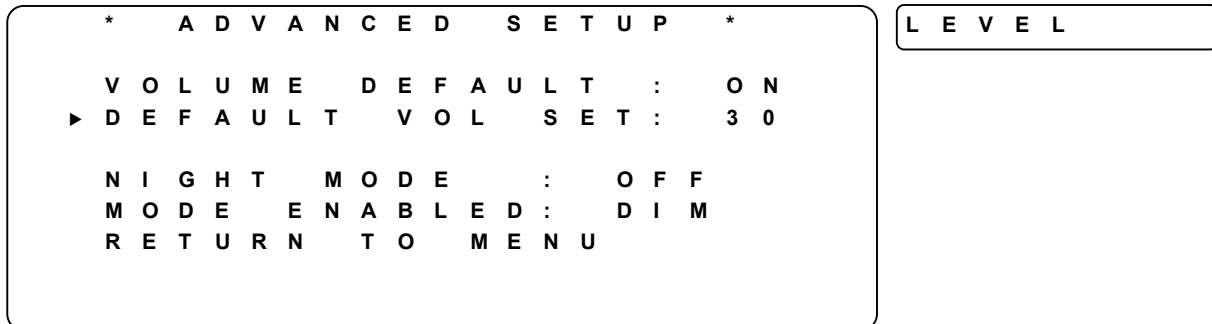 * ADVANCED SETUP *
VOLUME DEFAULT : ON
▶ DEFAULT VOL SET: 30
NIGHT MODE : OFF
MODE ENABLED: DIM
RETURN TO MENU
LEVEL